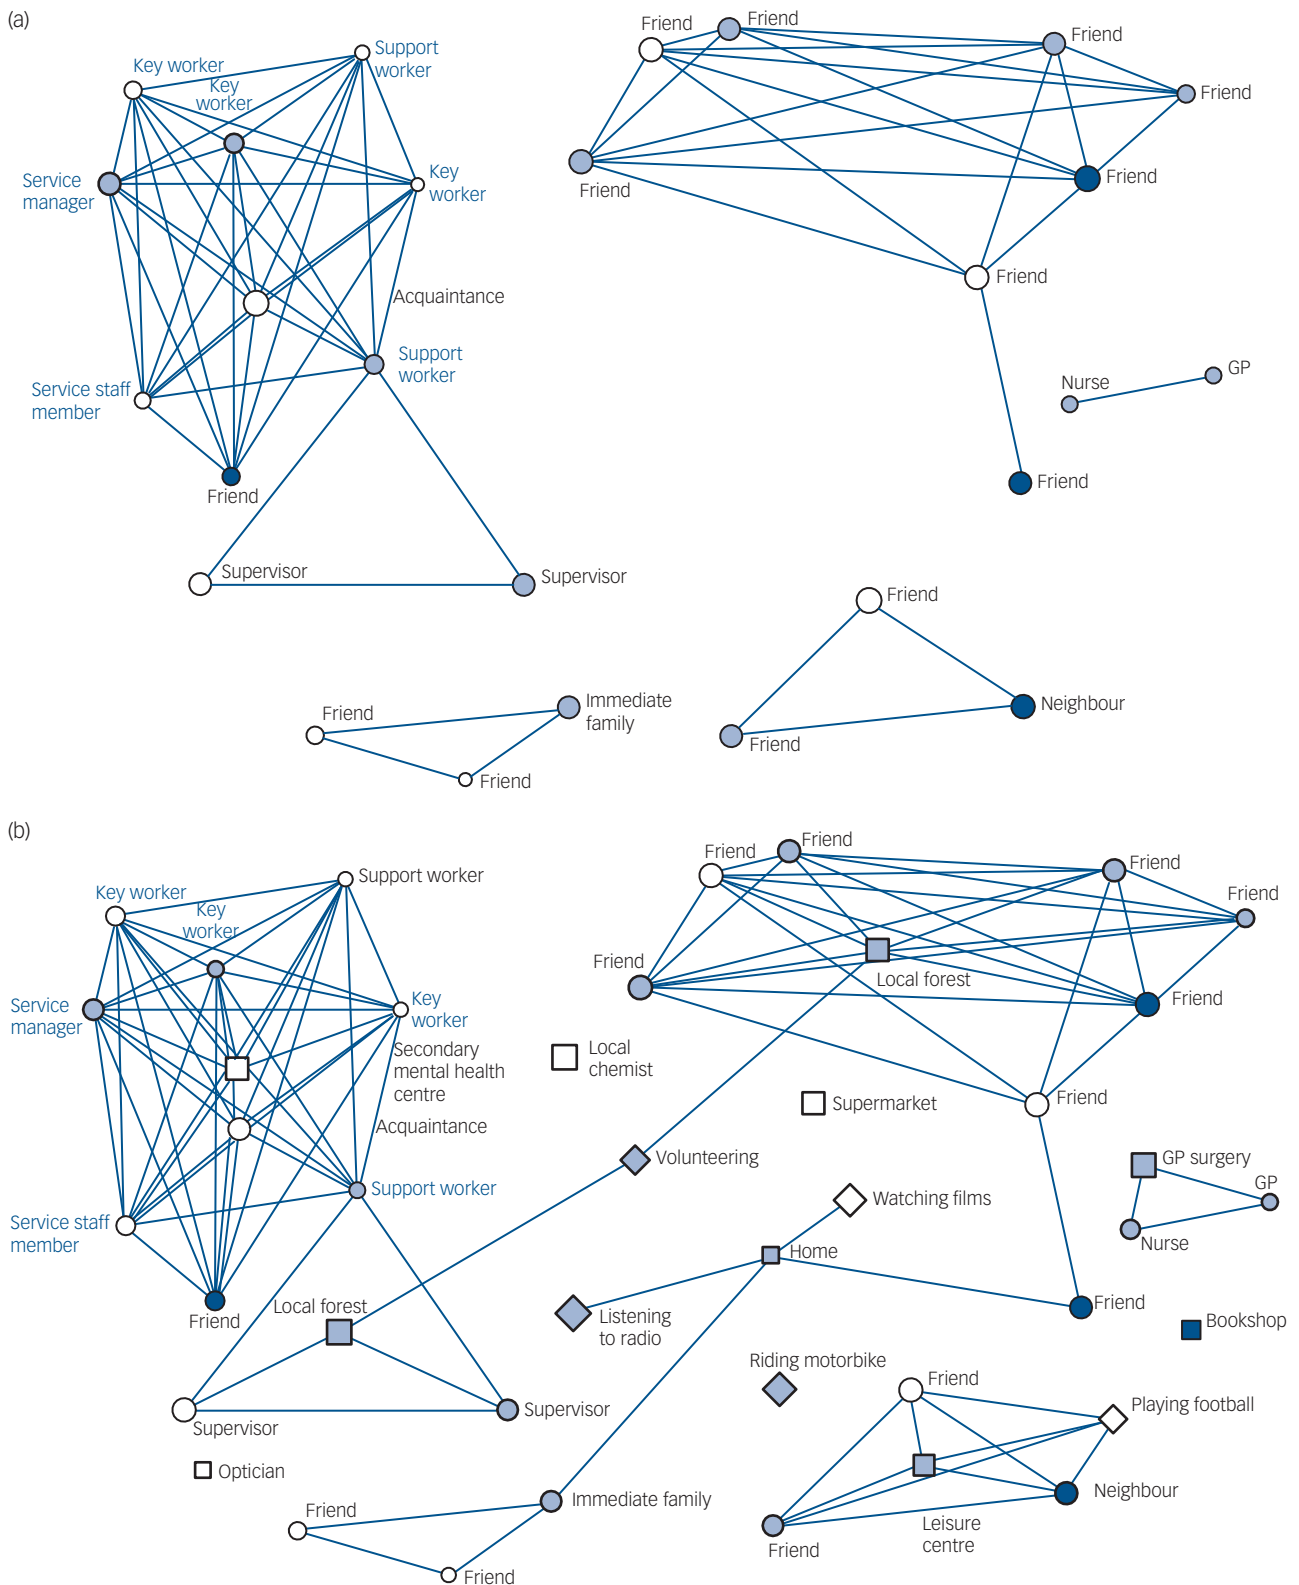 (a)
Friend
Friend
Friend
Support
worker
Key worker
Key
worker
Friend
Key
worker
Service
manager
Friend
Friend
Friend
Acquaintance
Support
worker
GP
Nurse
Service staff
member
Friend
Friend
Supervisor
Supervisor
Friend
Immediate
family
Neighbour
Friend
Friend
Friend
(b)
Friend
Friend
Friend
Support worker
Key worker
Key
worker
Friend
Friend
Local forest
Service
manager
Key
worker
Friend
Secondary
mental health
centre
Local
chemist
Supermarket
Friend
Acquaintance
Volunteering
GP surgery
GP
Support worker
Watching films
Service staff
member
Nurse
Home
Friend
Local forest
Friend
Listening
to radio
Bookshop
Riding motorbike
Friend
Playing football
Supervisor
Supervisor
Optician
Neighbour
Immediate family
Friend
Leisure
centre
Friend
Friend